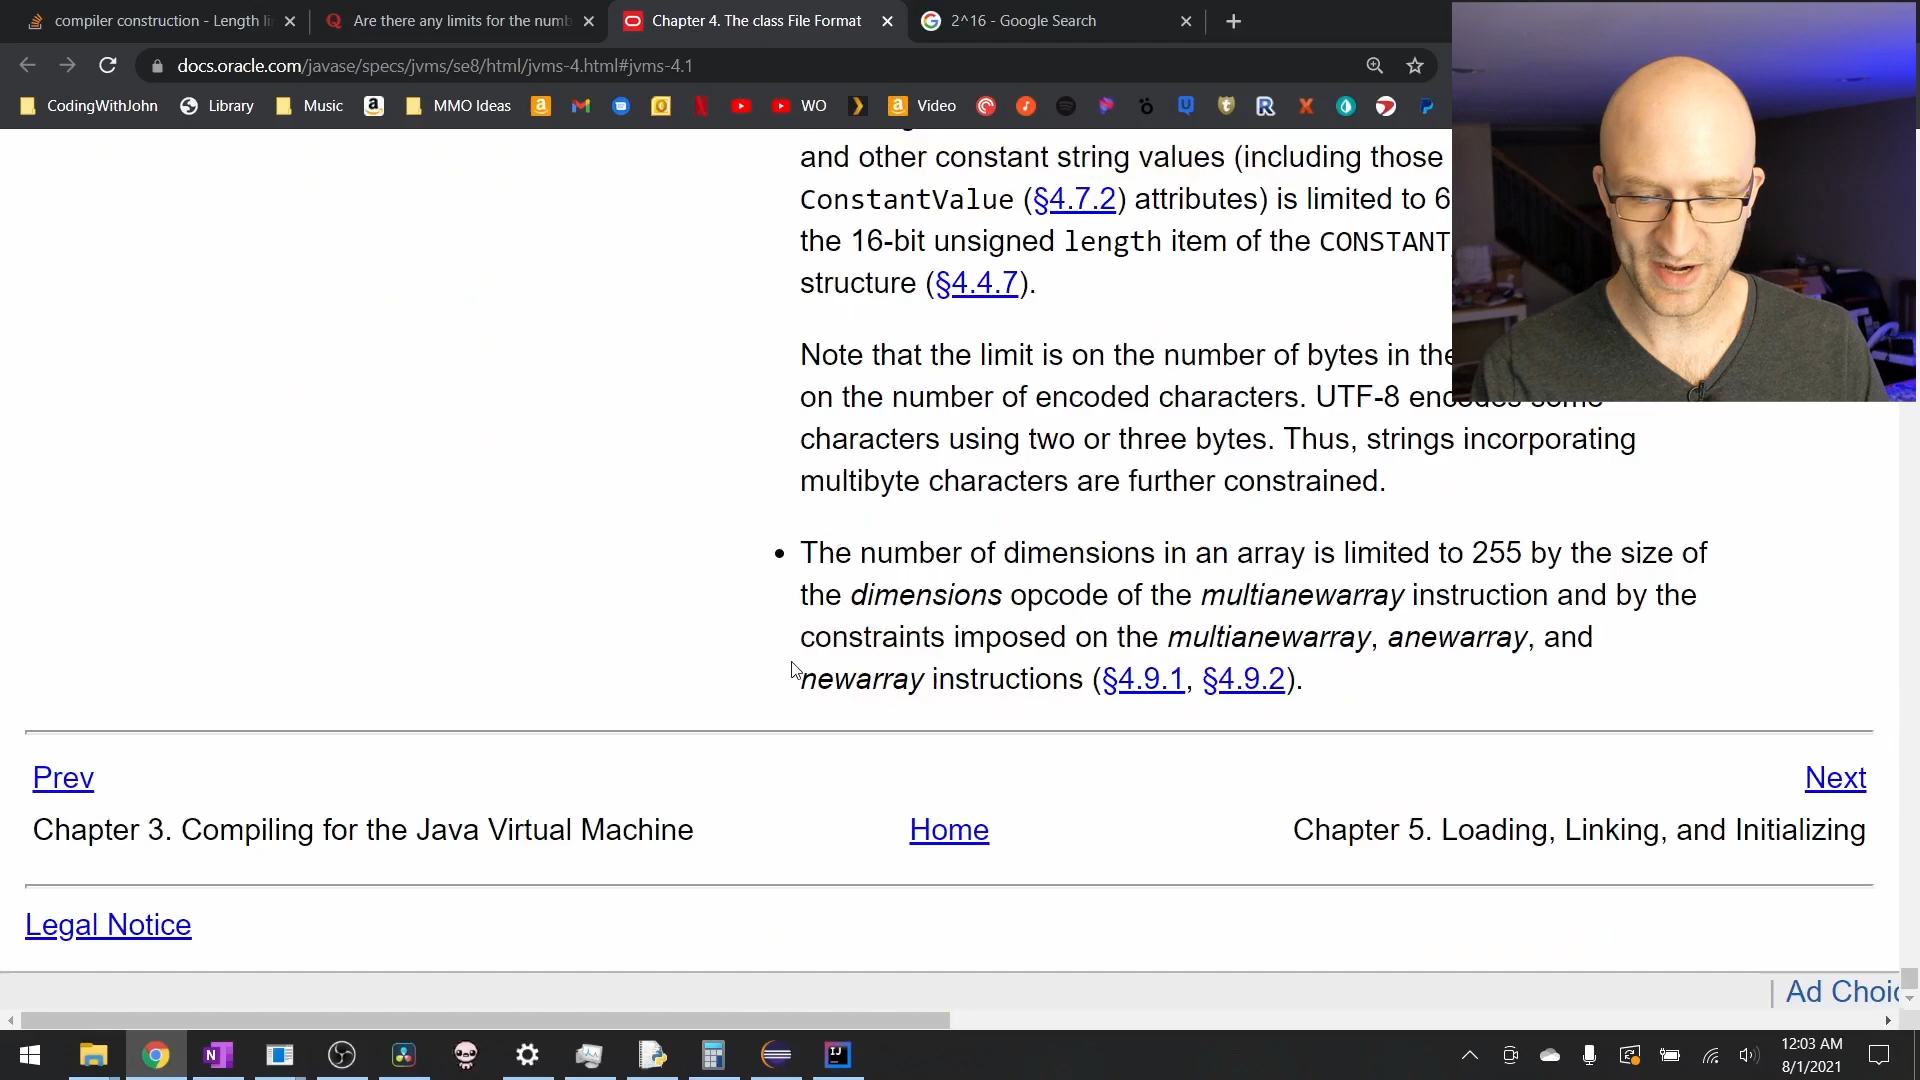 compiler construction - Length li
Are there any limits for the numb
Chapter 4. The class File Format
2^16 - Google Search
docs.oracle.com/javase/specs/jvms/se8/html/jvms-4.html#jvms-4.1
CodingWithJohn
Library
Music
MMO Ideas
WO
Video
and other constant string values (including those
ConstantValue (§4.7.2) attributes) is limited to 6
the 16-bit unsigned length item of the CONSTANT
structure (§4.4.7).
Note that the limit is on the number of bytes in the
on the number of encoded characters. UTF-8 encodes some
characters using two or three bytes. Thus, strings incorporating
multibyte characters are further constrained.
• The number of dimensions in an array is limited to 255 by the size of
the dimensions opcode of the multianewarray instruction and by the
constraints imposed on the multianewarray, anewarray, and
newarray instructions (§4.9.1, §4.9.2).
Prev
Next
Chapter 3. Compiling for the Java Virtual Machine
Home
Chapter 5. Loading, Linking, and Initializing
Legal Notice
| Ad Choic
12:03 AM
8/1/2021